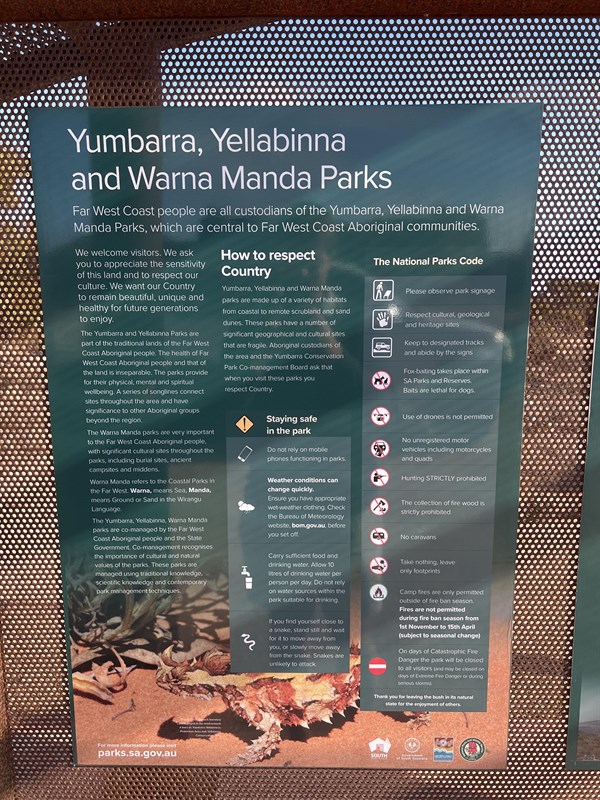 Yumbarra, Yellabinna
and Warna Manda Parks
Far West Coast people are all custodians of the Yumbarra, Yellabinna and Warna
Manda Parks, which are central to Far West Coast Aboriginal communities.
We welcome visitors. We ask
you to appreciate the sensitivity
of this land and to respect our
culture. We want our Country
to remain beautiful, unique and
healthy for future generations
to enjoy.
The Yumbarra and Yellabinna Parks are
part of the traditional lands of the Far West
Coast Aboriginal people. The health of Far
West Coast Aboriginal people and that of
the land is inseparable. The parks provide
for their physical, mental and spiritual
wellbeing. A series of songlines connect
sites throughout the area and have
significance to other Aboriginal groups
beyond the region.
The Warna Manda parks are very important
to the Far West Coast Aboriginal people,
with significant cultural sites throughout the
parks, including burial sites, ancient
campsites and middens.
Warna Manda refers to the Coastal Parks in
the Far West. Warna, means Sea, Manda,
means Ground or Sand in the Wirangu
Language.
The Yumbarra, Yellabinna, Warna Manda
parks are co-managed by the Far West
Coast Aboriginal people and the State
Government. Co-management recognises
the importance of cultural and natural
values of the parks. These parks are
managed using traditional knowledge,
scientific knowledge and contemporary
park management techniques.
For more information please visit
parks.sa.gov.au
How to respect
Country
Yumbarra, Yellabinna and Warna Manda
parks are made up of a variety of habitats
from coastal to remote scrubland and sand
dunes. These parks have a number of
significant geological and cultural sites
that are fragile. Aboriginal custodians of
the area and the Yumbarra Conservation
Park Co-management Board ask that
when you visit these parks you
respect Country.
Staying safe
in the park
Do not rely on mobile
phones functioning in parks.
Weather conditions can
change quickly.
Ensure you have appropriate
wet-weather clothing. Check
the Bureau of Meteorology
website, bom.gov.au, before
you set off.
Carry sufficient food and
drinking water. Allow 10
litres of drinking water per
person per day. Do not rely
on water sources within the
park suitable for drinking.
If you find yourself close to
a snake, stand still and wait
for it to move away from
you, or slowly move away
from the snake. Snakes are
unlikely to attack.
The National Parks Code
Please observe park signage
Respect cultural, geological
and heritage sites
Keep to designated tracks
and abide by the signs
Fox-baiting takes place within
SA Parks and Reserves.
Baits are lethal for dogs.
Use of drones is not permitted
No unregistered motor
vehicles including motorcycles
and quads
Hunting STRICTLY prohibited
The collection of fire wood is
strictly prohibited
No caravans
Take nothing, leave
only footprints
Camp fires are only permitted
outside of fire ban season.
Fires are not permitted
during fire ban season from
1st November to 15th April
(subject to seasonal change)
On days of Catastrophic Fire
Danger the park will be closed
to all visitors (and may be closed on
days of Extreme Fire Danger or during
serious storms)
Thank you for leaving the bush in its natural
state for the enjoyment of others.
SOUTH